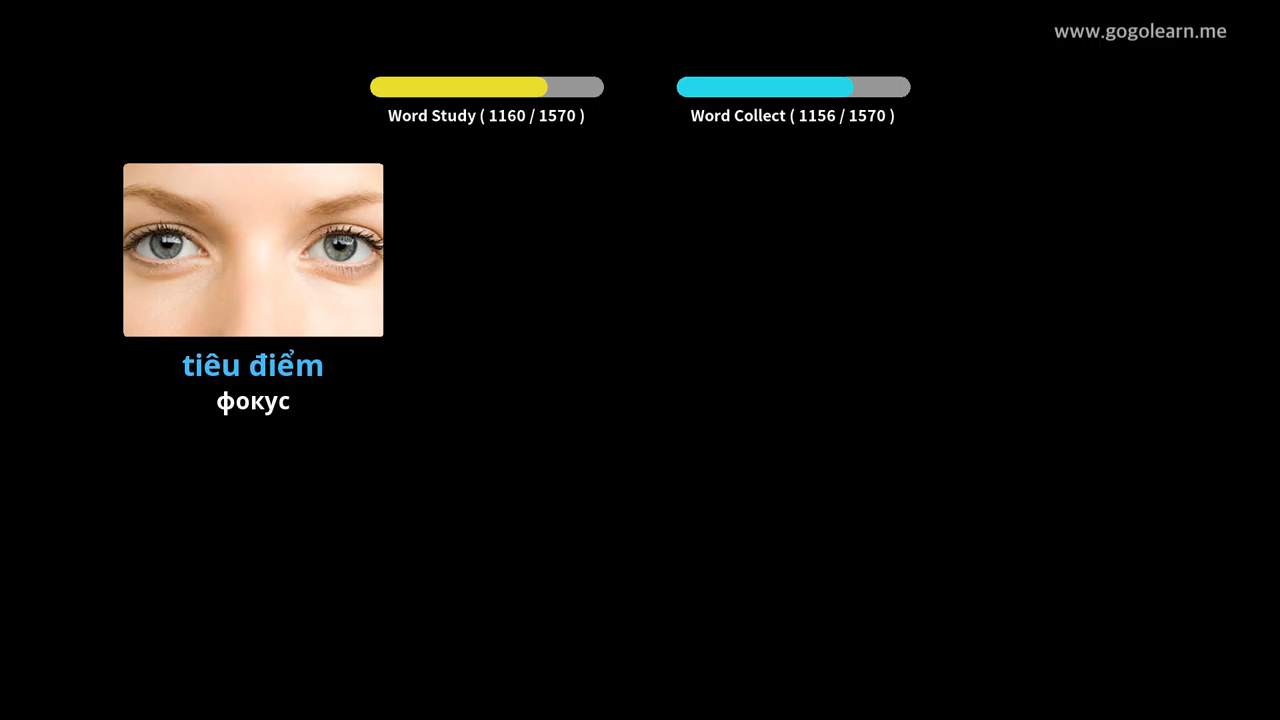 www.gogolearn.me
Word Study ( 1160 / 1570 )
Word Collect ( 1156 / 1570 )
tiêu điểm
фокус